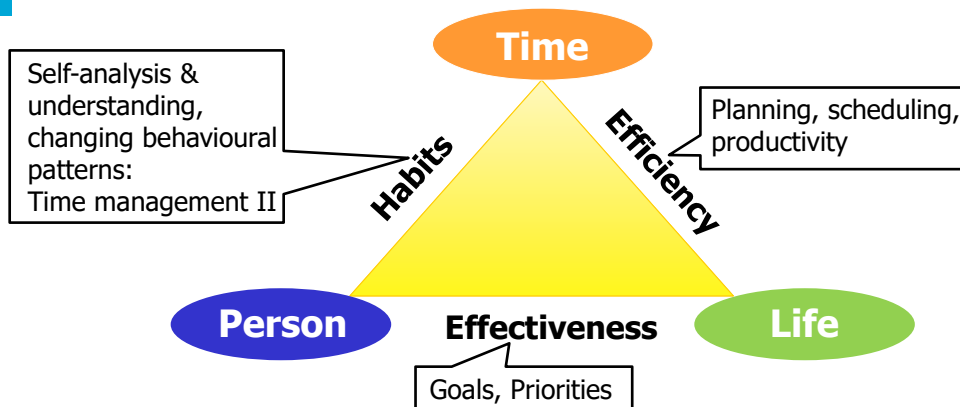 Time
Self-analysis &
understanding,
changing behavioural
patterns:
Time management II
Planning, scheduling,
productivity
Habits
Efficiency
Person
Effectiveness
Life
Goals, Priorities